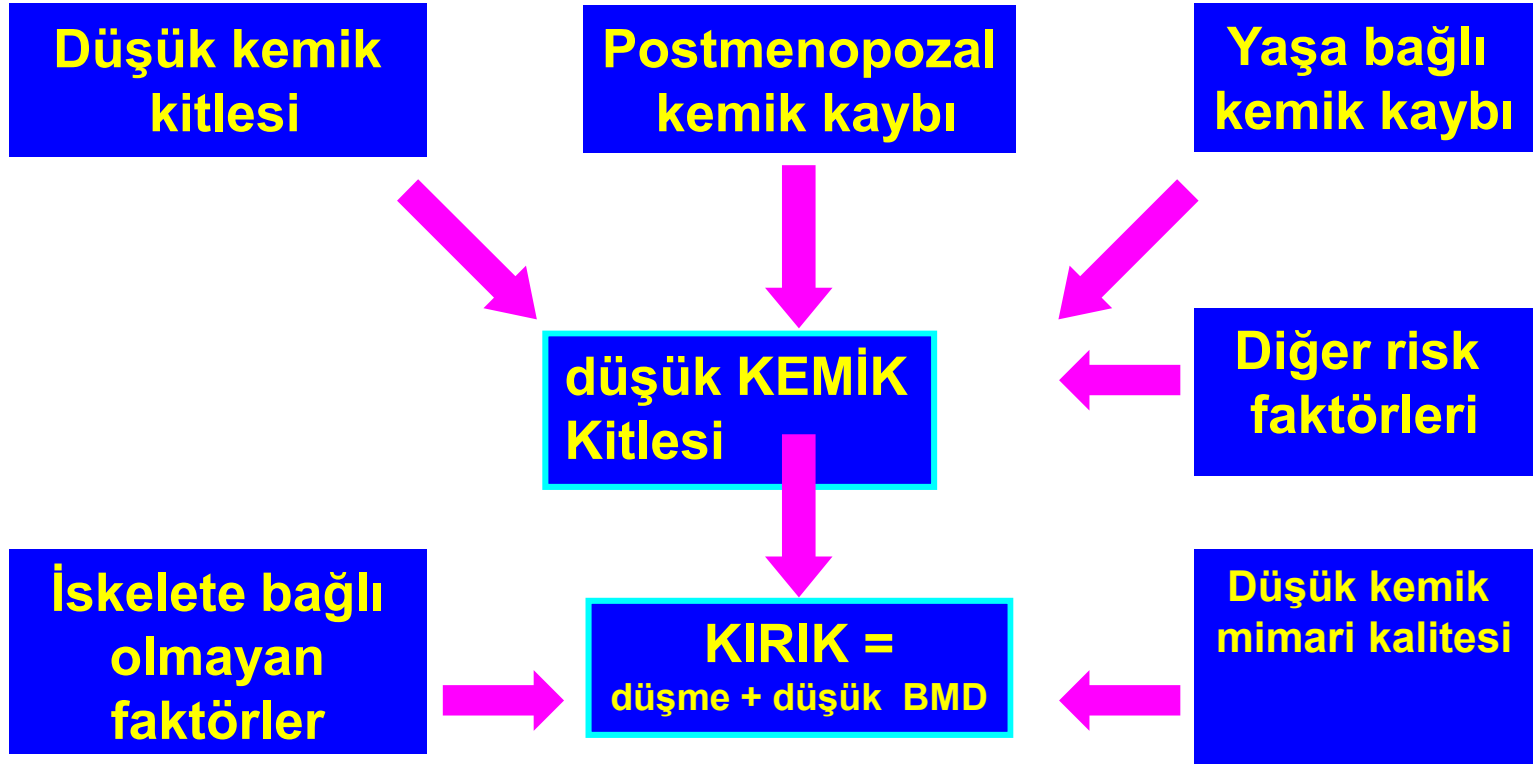 Düşük kemik
kitlesi
Postmenopozal
kemik kaybı
Yaşa bağlı
kemik kaybı
düşük KEMİK
Kitlesi
Diğer risk
faktörleri
İskelete bağlı
olmayan
faktörler
KIRIK =
düşme + düşük BMD
Düşük kemik
mimari kalitesi